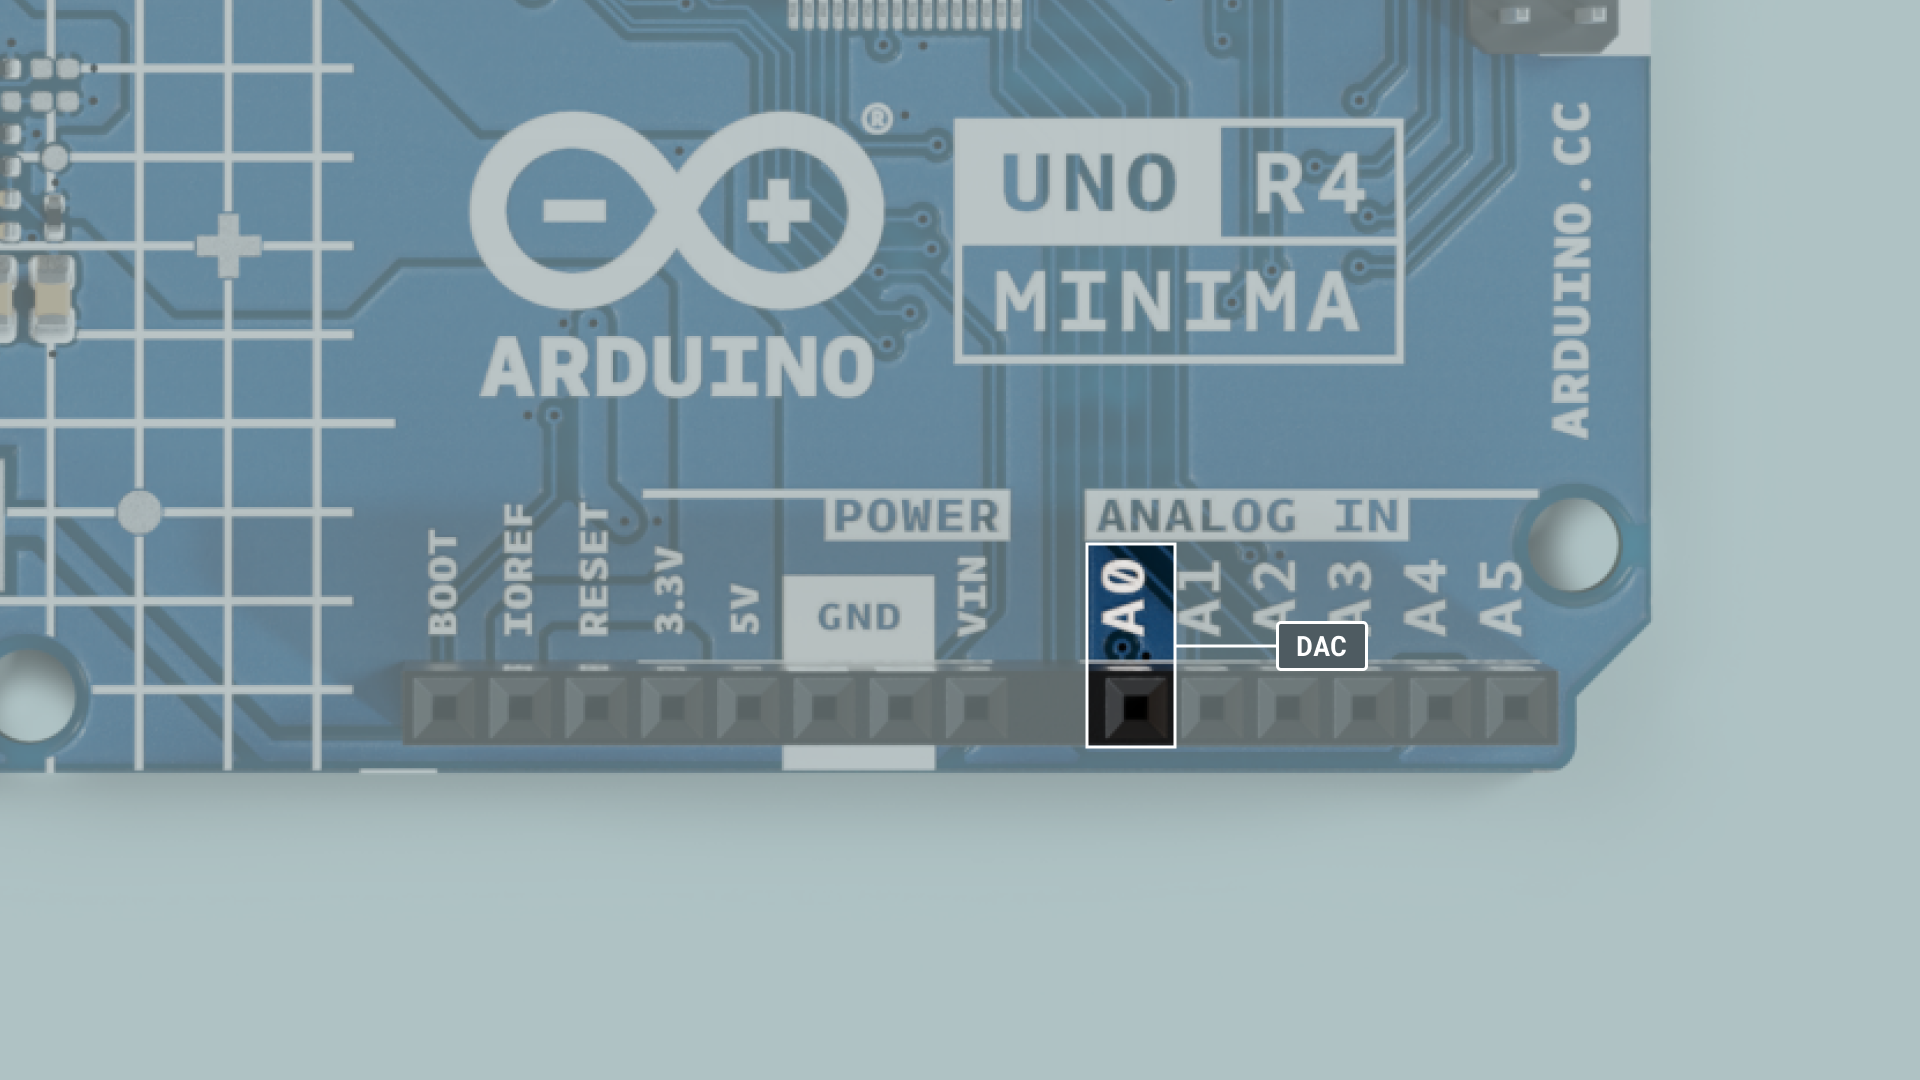 ®
UNO R4
MINIMA
ARDUINO
ARDUINO.CC
POWER
ANALOG IN
BOOT
IOREF
RESET
3.3V
5V
GND
VIN
A0
A1
A2
A3
A4
A5
DAC